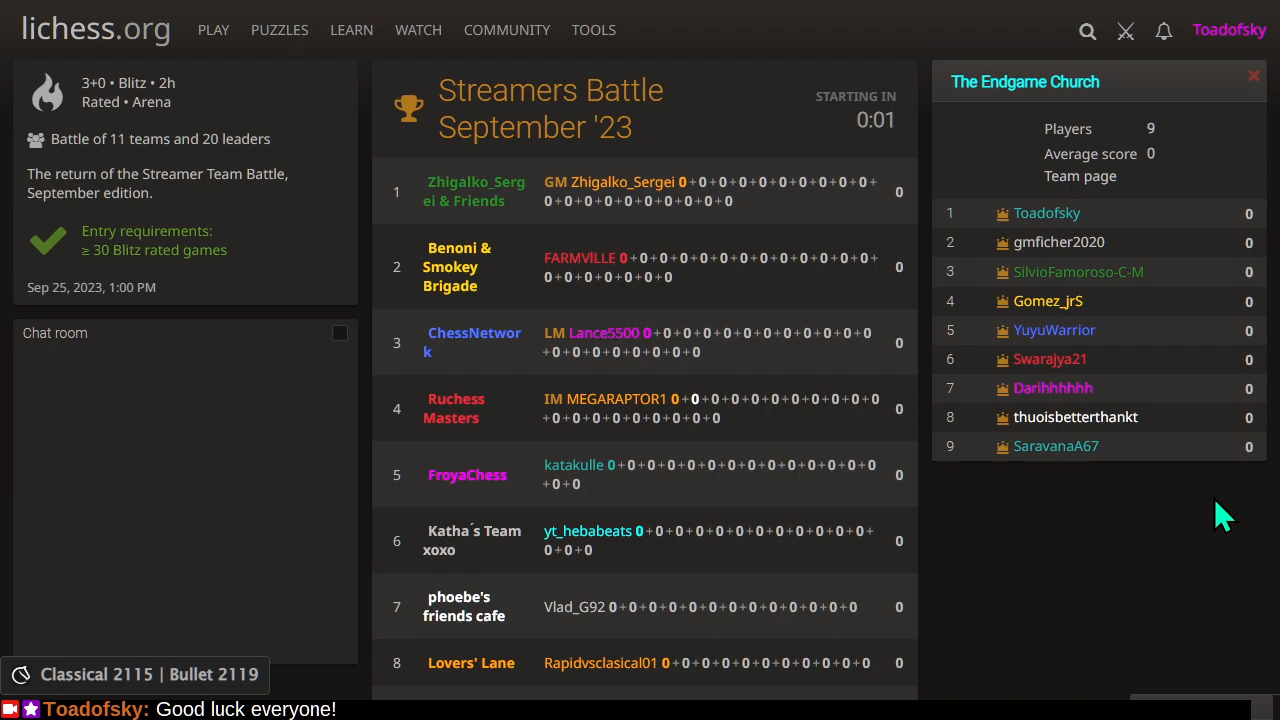 lichess.org PLAY PUZZLES LEARN WATCH COMMUNITY TOOLS Toadofsky
3+0 • Blitz • 2h
Rated • Arena
Battle of 11 teams and 20 leaders
The return of the Streamer Team Battle,
September edition.
Entry requirements:
≥ 30 Blitz rated games
Sep 25, 2023, 1:00 PM
Chat room
Streamers Battle
September '23
STARTING IN
0:01
1 Zhigalko_Serg GM Zhigalko_Sergei 0+0+0+0+0+0+0+0+0+0+ 0
ei & Friends 0+0+0+0+0+0+0+0+0+0
2 Benoni & FARMVILLE 0+0+0+0+0+0+0+0+0+0+0+0+0+ 0
Smokey 0+0+0+0+0+0+0
Brigade
3 ChessNetwor LM Lance5500 0+0+0+0+0+0+0+0+0+0+0+0 0
k +0+0+0+0+0+0+0+0
4 Ruchess IM MEGARAPTOR1 0+0+0+0+0+0+0+0+0+0+0 0
Masters +0+0+0+0+0+0+0+0+0
5 FroyaChess katakulle 0+0+0+0+0+0+0+0+0+0+0+0+0+0 0
+0+0
6 Katha´s Team yt_hebabeats 0+0+0+0+0+0+0+0+0+0+0+0+ 0
xoxo 0+0+0
7 phoebe's Vlad_G92 0+0+0+0+0+0+0+0+0+0+0+0+0 0
friends cafe
8 Lovers' Lane Rapidvsclasical01 0+0+0+0+0+0+0+0+0+0+0 0
The Endgame Church
Players 9
Average score 0
Team page
1 Toadofsky 0
2 gmficher2020 0
3 SilvioFamoroso-C-M 0
4 Gomez_jrS 0
5 YuyuWarrior 0
6 Swarajya21 0
7 Darihhhhhh 0
8 thuoisbetterthankt 0
9 SaravanaA67 0
Classical 2115 | Bullet 2119
Toadofsky: Good luck everyone!